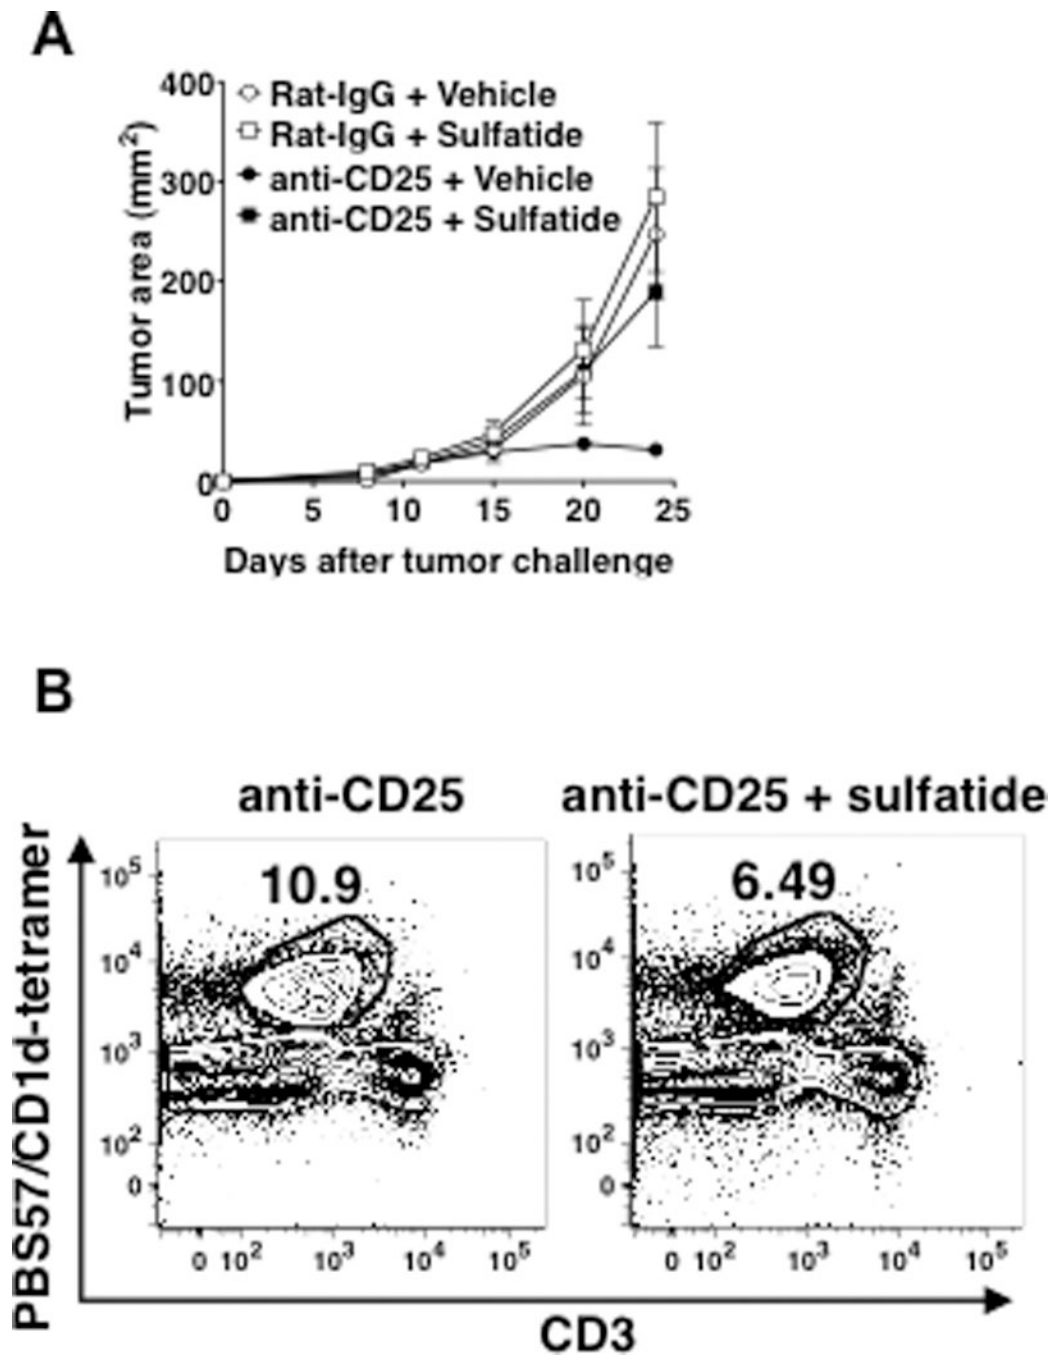 A
400
300
200
100
0
Tumor area (mm²)
Rat-IgG + Vehicle
Rat-IgG + Sulfatide
anti-CD25 + Vehicle
anti-CD25 + Sulfatide
0 5 10 15 20 25
Days after tumor challenge
B
anti-CD25 anti-CD25 + sulfatide
PBS57/CD1d-tetramer
10⁵
10⁴
10³
10²
0
10.9
0 10² 10³ 10⁴ 10⁵
10⁵
10⁴
10³
10²
0
6.49
0 10² 10³ 10⁴ 10⁵
CD3